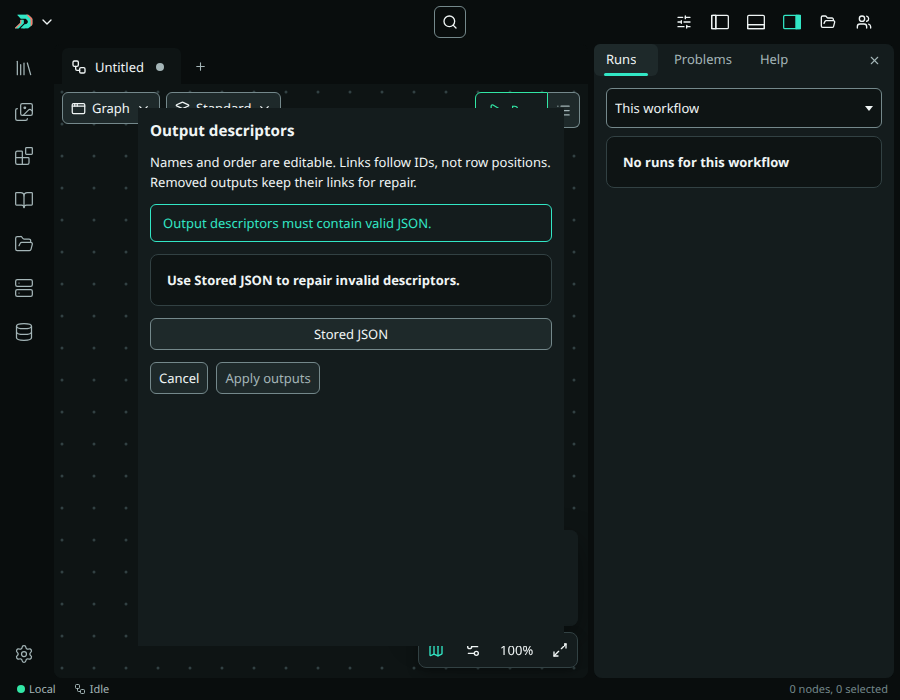 Untitled
Runs
Problems
Help
Graph
Standard
This workflow
No runs for this workflow
Output descriptors
Names and order are editable. Links follow IDs, not row positions.
Removed outputs keep their links for repair.
Output descriptors must contain valid JSON.
Use Stored JSON to repair invalid descriptors.
Stored JSON
Cancel
Apply outputs
100%
Local
Idle
0 nodes, 0 selected